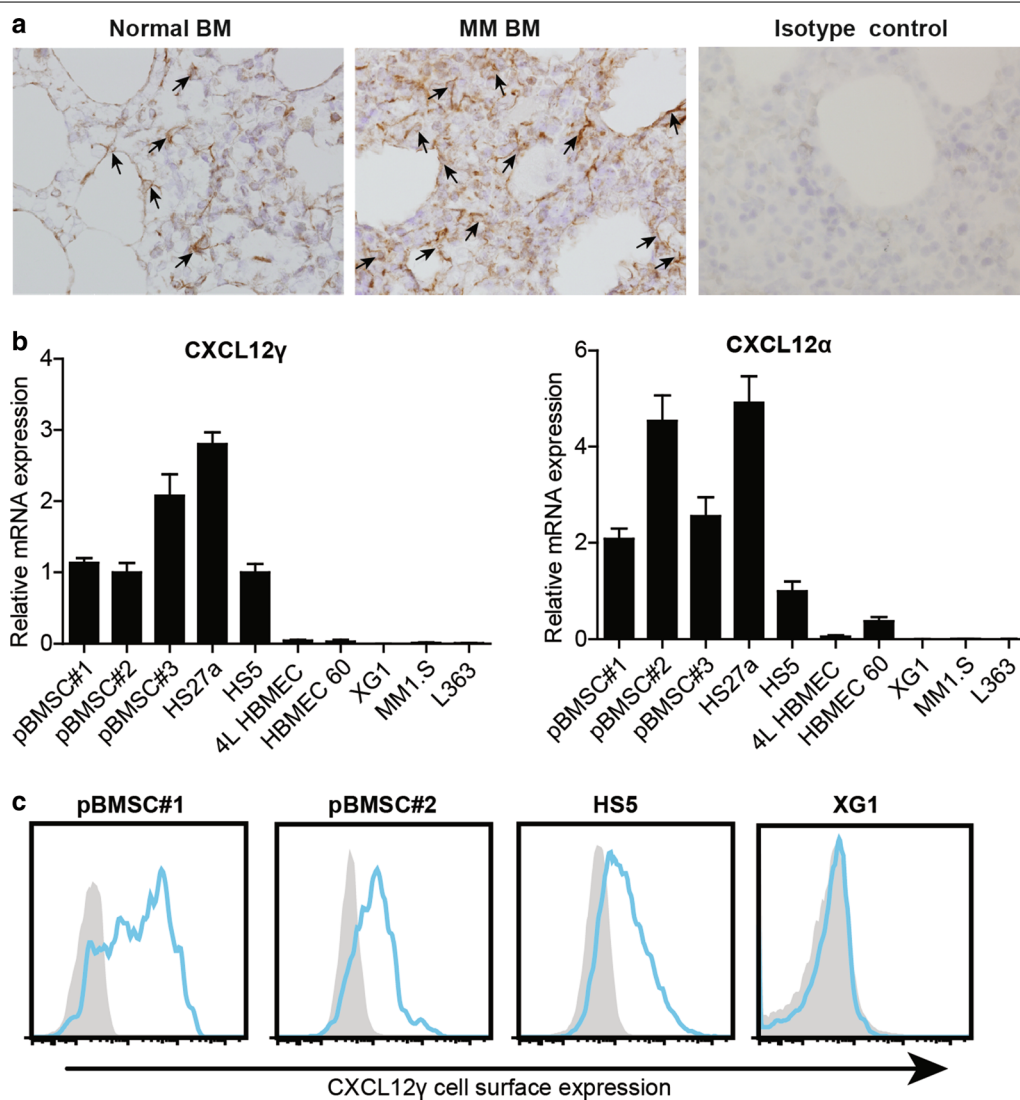 a
Normal BM
MM BM
Isotype control
b
CXCL12γ
Relative mRNA expression
4
3
2
1
0
pBMSC#1
pBMSC#2
pBMSC#3
HS27a
HS5
4L HBMEC
HBMEC 60
XG1
MM1.S
L363
CXCL12α
Relative mRNA expression
6
4
2
0
pBMSC#1
pBMSC#2
pBMSC#3
HS27a
HS5
4L HBMEC
HBMEC 60
XG1
MM1.S
L363
c
pBMSC#1
pBMSC#2
HS5
XG1
CXCL12γ cell surface expression